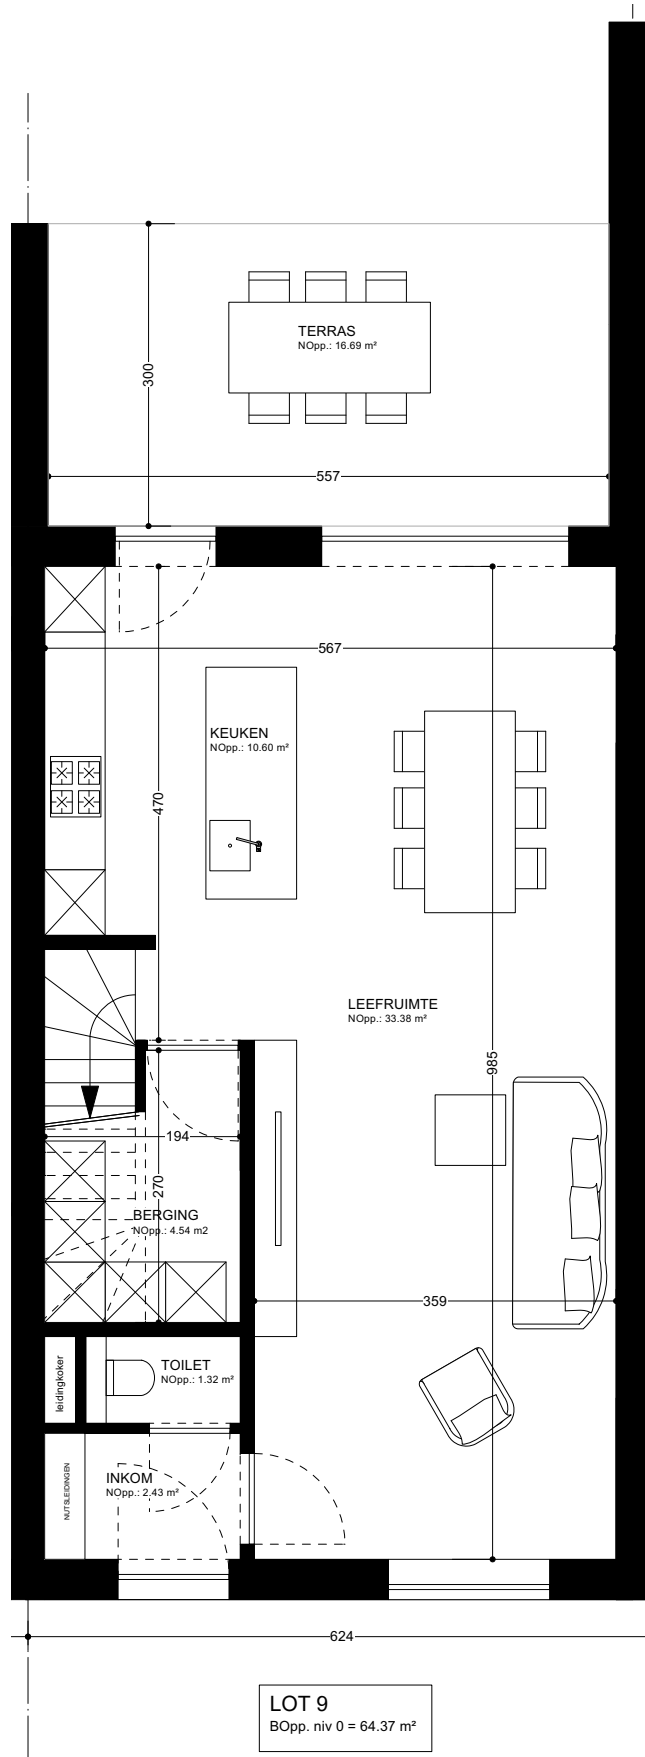 TERRAS
NOpp.: 16.69 m²
300
557
567
KEUKEN
NOpp.: 10.60 m²
470
LEEFRUIMTE
NOpp.: 33.38 m²
985
194
270
BERGING
NOpp.: 4.54 m2
359
leidingkoker
TOILET
NOpp.: 1.32 m²
NUTSLEIDINGEN
INKOM
NOpp.: 2.43 m²
624
LOT 9
BOpp. niv 0 = 64.37 m²